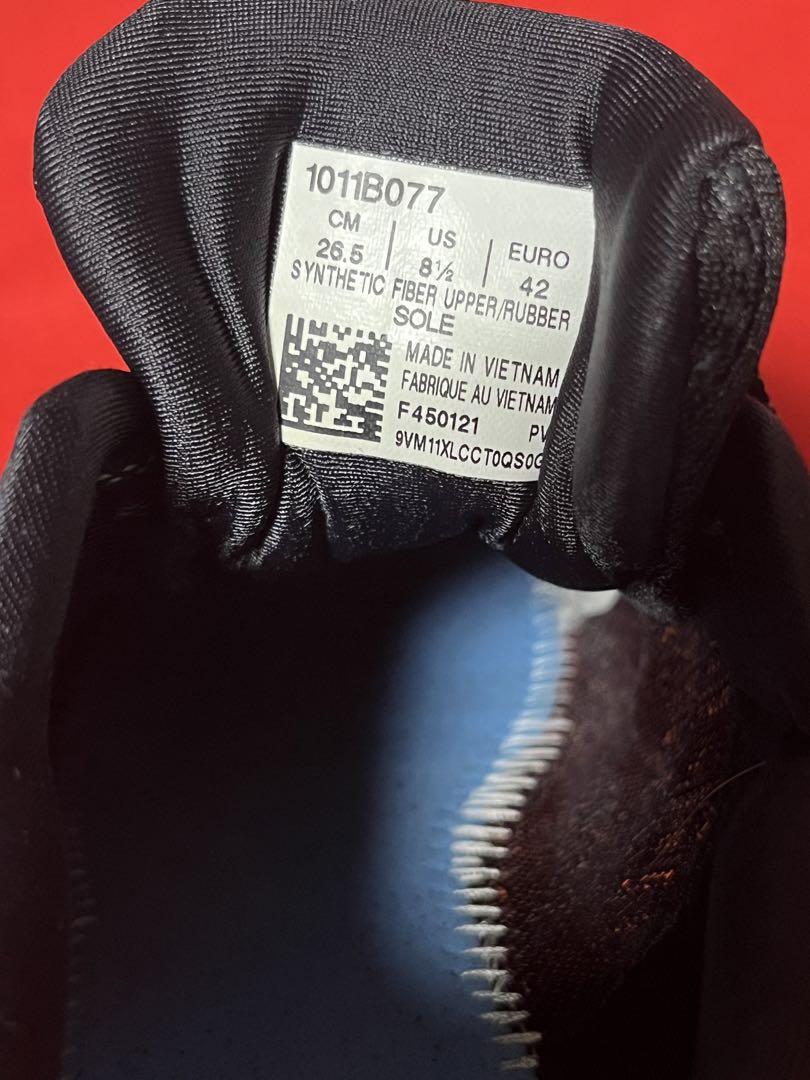 1011B077
CM | US | EURO
26.5 | 8½ | 42
SYNTHETIC FIBER UPPER/RUBBER
SOLE
MADE IN VIETNAM
FABRIQUE AU VIETNAM
F450121 PV
9VM11XLCCT0QS0G